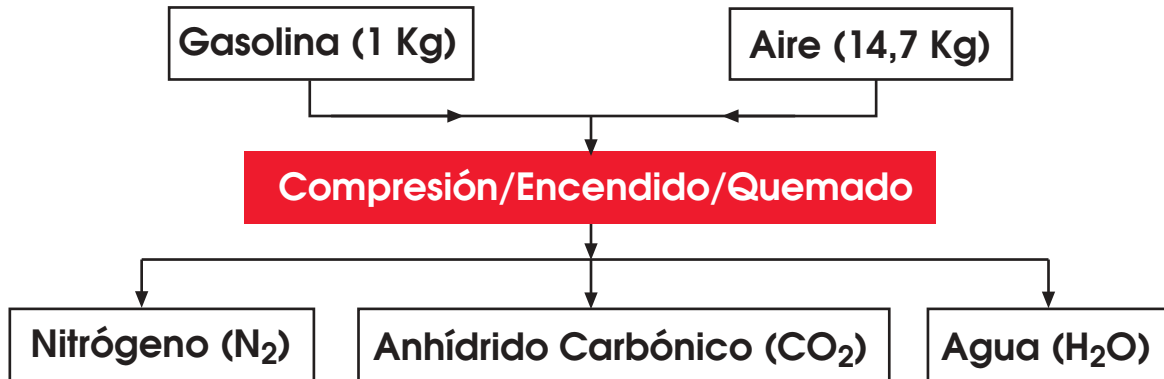 Gasolina (1 Kg)
Aire (14,7 Kg)
Compresión/Encendido/Quemado
Nitrógeno (N₂)
Anhídrido Carbónico (CO₂)
Agua (H₂O)